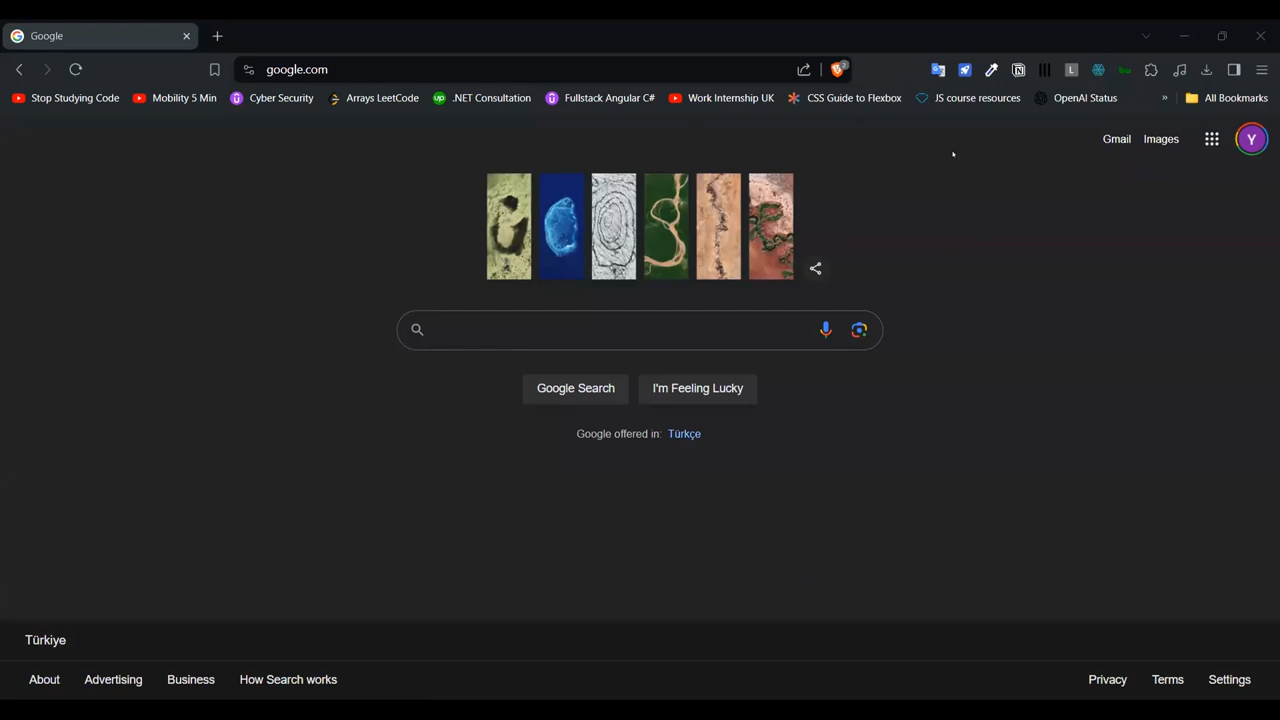 Google
google.com
2
Stop Studying Code
Mobility 5 Min
Cyber Security
Arrays LeetCode
up
.NET Consultation
Fullstack Angular C#
Work Internship UK
CSS Guide to Flexbox
JS course resources
OpenAI Status
»
All Bookmarks
Gmail
Images
Y
Google Search
I'm Feeling Lucky
Google offered in: Türkçe
Türkiye
About
Advertising
Business
How Search works
Privacy
Terms
Settings